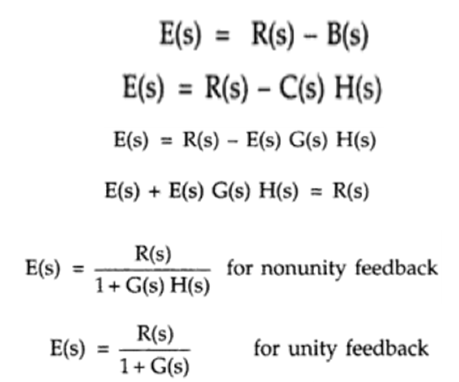 E(s) = R(s) – B(s)
E(s) = R(s) – C(s) H(s)
E(s) = R(s) – E(s) G(s) H(s)
E(s) + E(s) G(s) H(s) = R(s)
E(s) = R(s) / 1 + G(s) H(s) for nonunity feedback
E(s) = R(s) / 1 + G(s) for unity feedback